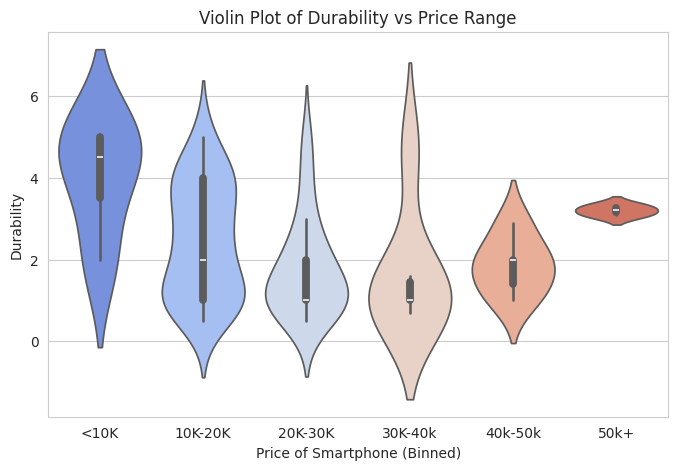 Violin Plot of Durability vs Price Range
Durability
6
4
2
0
<10K
10K-20K
20K-30K
30K-40k
40k-50k
50k+
Price of Smartphone (Binned)